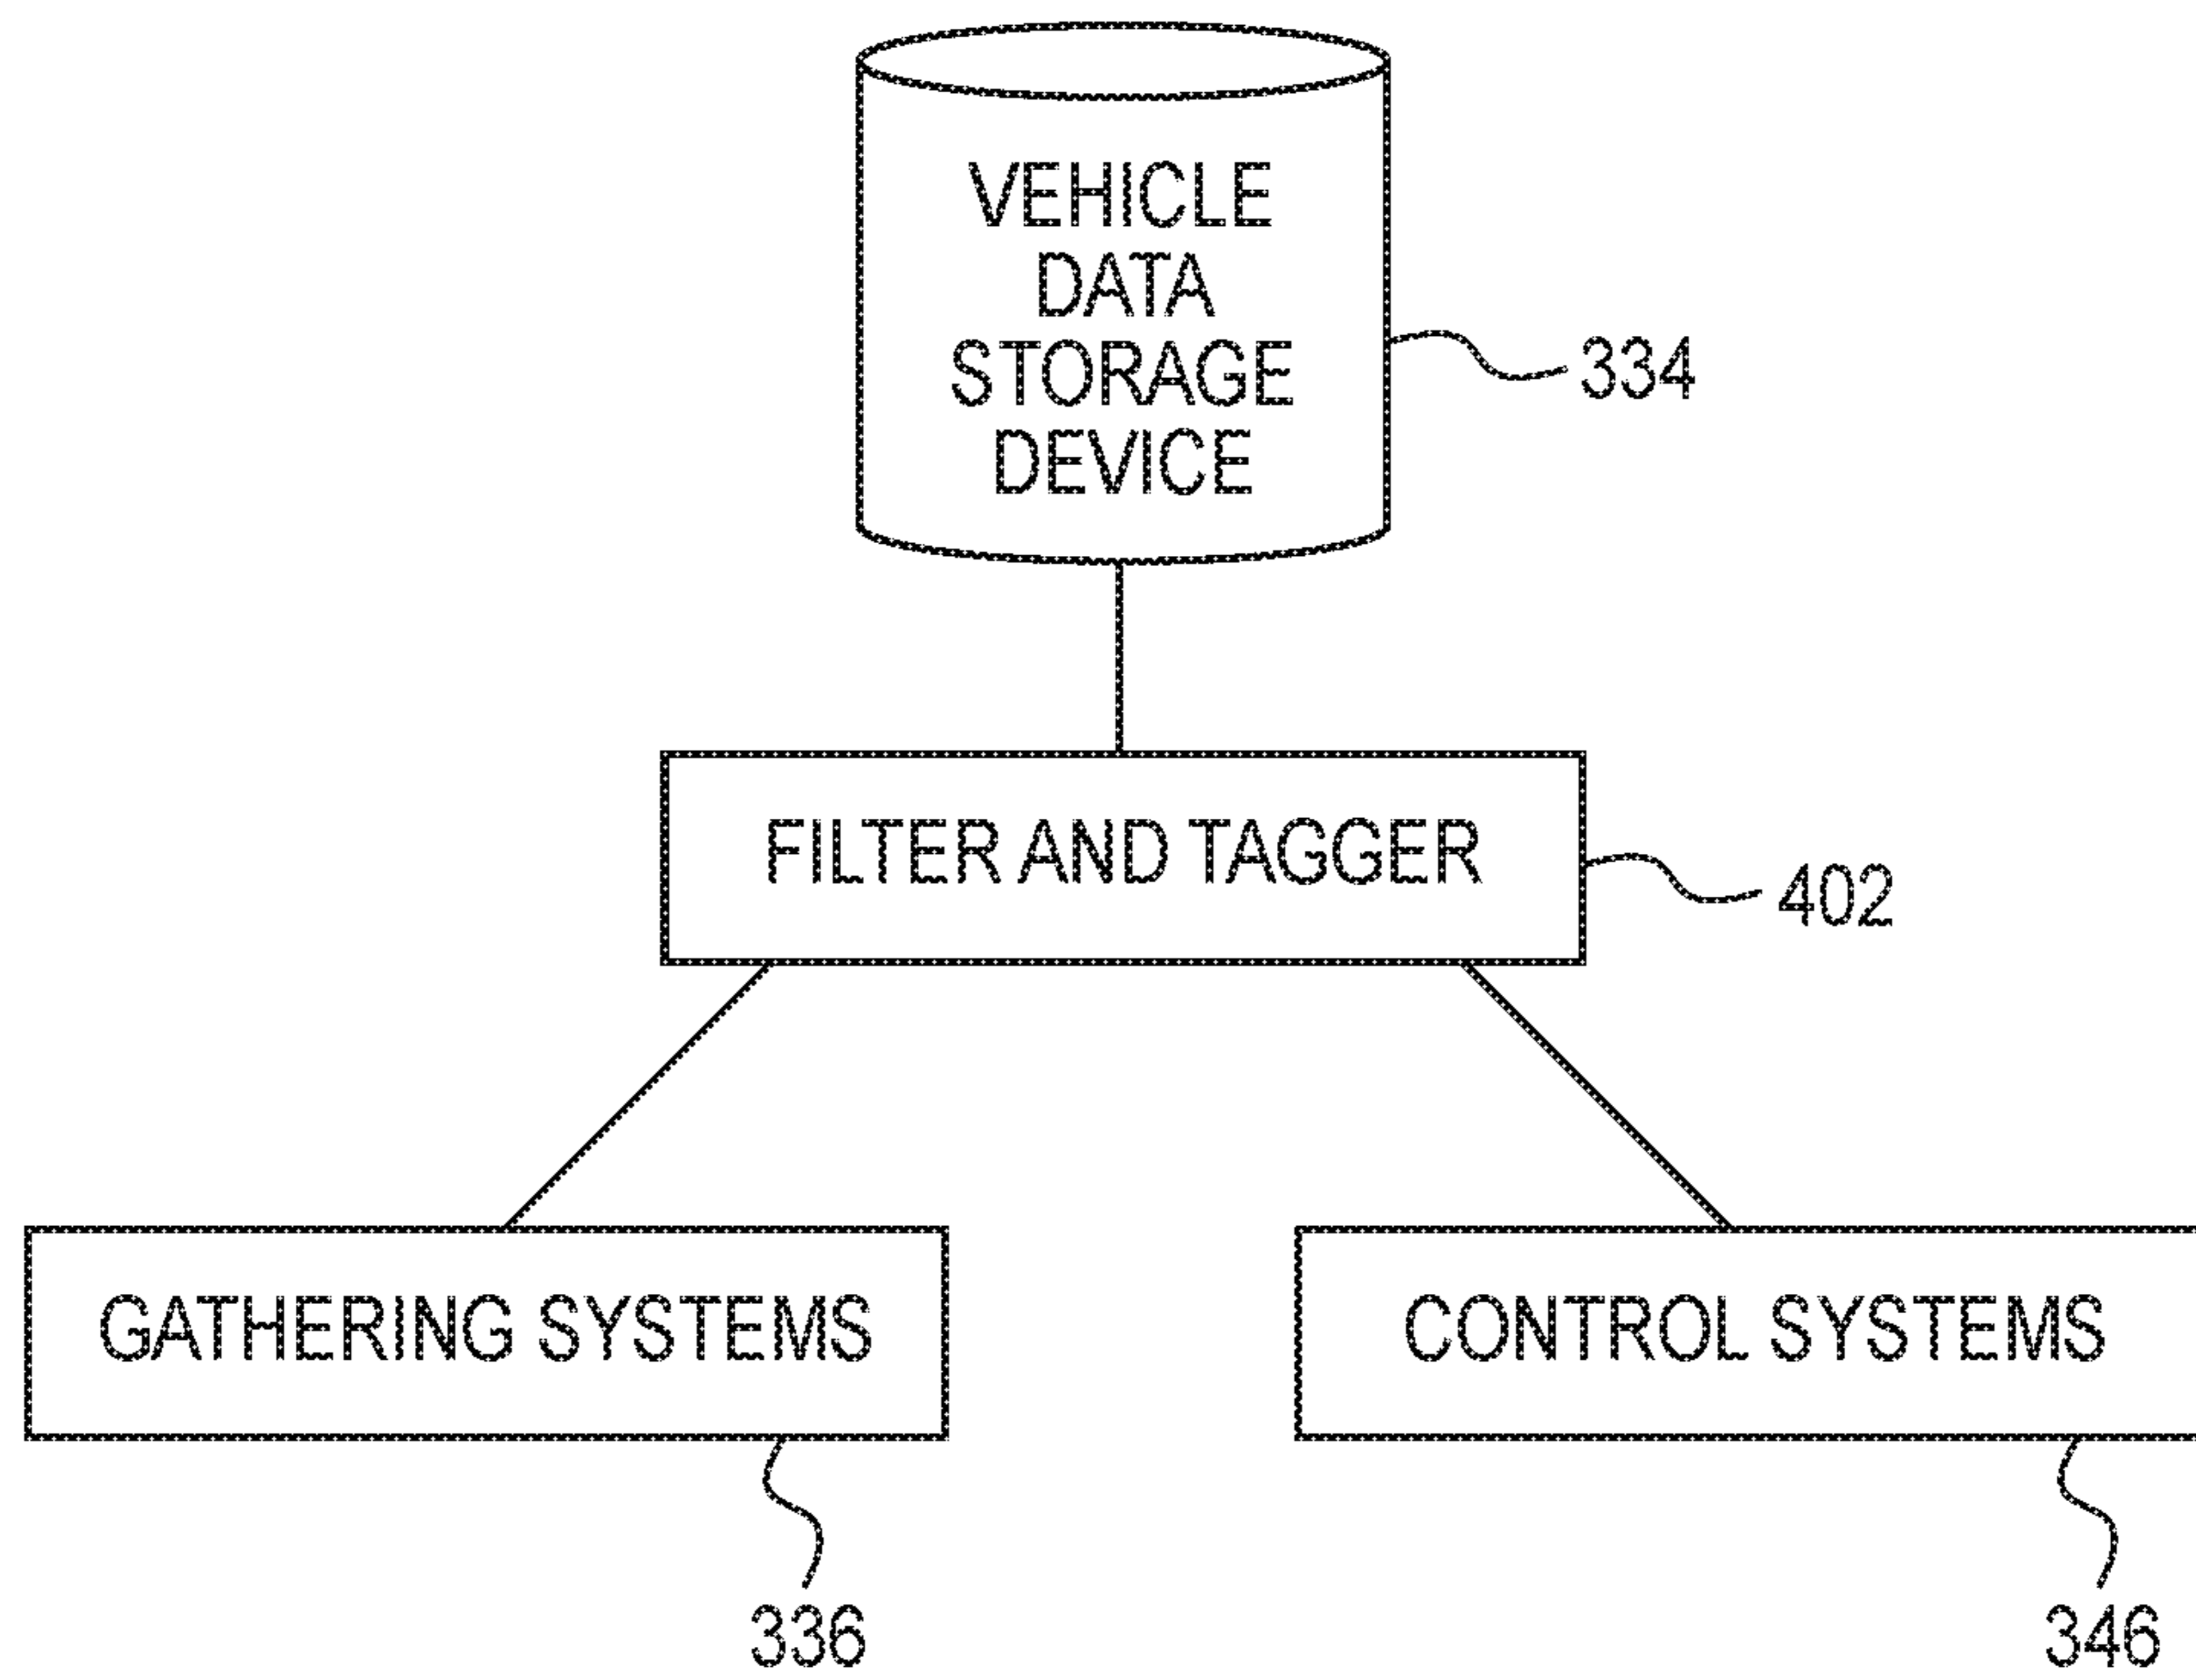 VEHICLE
DATA
STORAGE
DEVICE
334
FILTER AND TAGGER
402
GATHERING SYSTEMS
CONTROL SYSTEMS
336
346